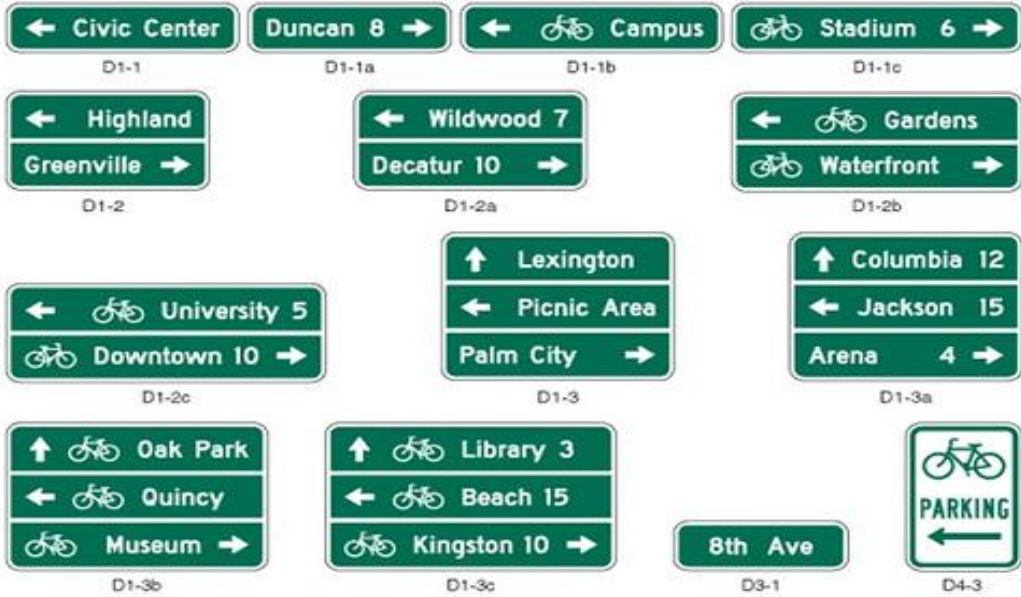 ← Civic Center
Duncan 8 →
← Campus
Stadium 6 →
D1-1
D1-1a
D1-1b
D1-1c
← Highland
Greenville →
D1-2
← Wildwood 7
Decatur 10 →
D1-2a
← Gardens
Waterfront →
D1-2b
← University 5
Downtown 10 →
D1-2c
↑ Lexington
← Picnic Area
Palm City →
D1-3
↑ Columbia 12
← Jackson 15
Arena 4 →
D1-3a
↑ Oak Park
← Quincy
Museum →
D1-3b
↑ Library 3
← Beach 15
Kingston 10 →
D1-3c
8th Ave
D3-1
PARKING
←
D4-3